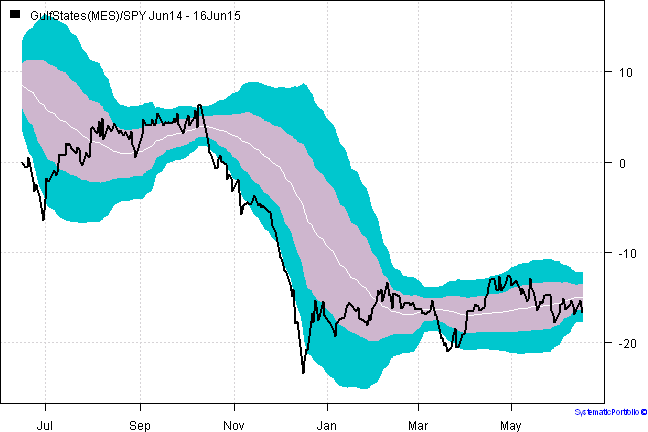 GulfStates(MES)/SPY Jun14 - 16Jun15
10
0
-10
-20
Jul Sep Nov Jan Mar May
SystematicPortfolio ©